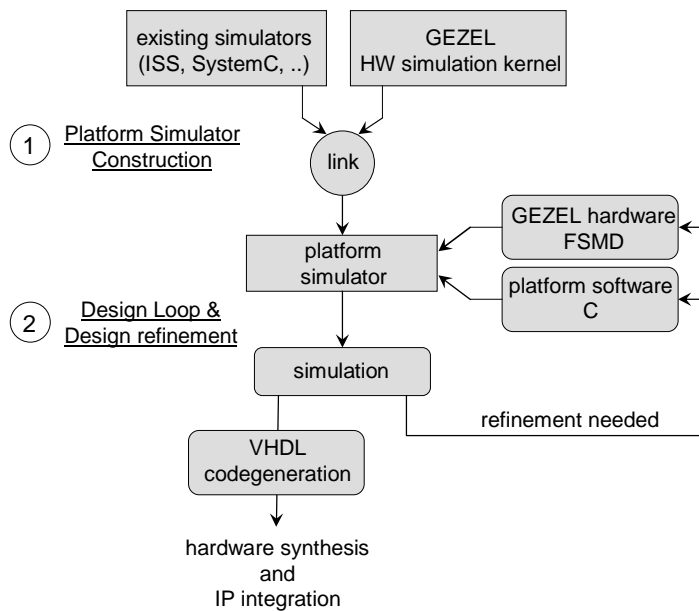 existing simulators
(ISS, SystemC, ..)
GEZEL
HW simulation kernel
1
Platform Simulator
Construction
link
GEZEL hardware
FSMD
platform
simulator
platform software
C
2
Design Loop &
Design refinement
simulation
refinement needed
VHDL
codegeneration
hardware synthesis
and
IP integration